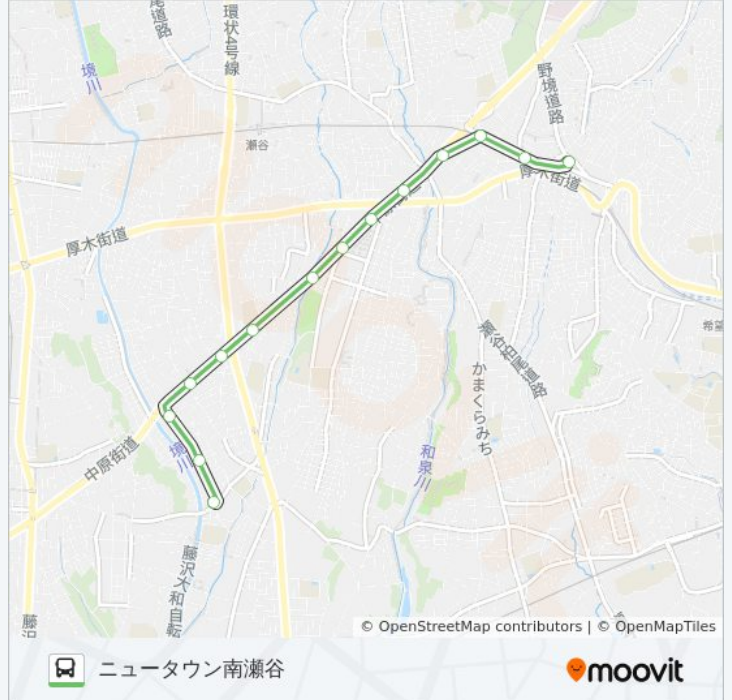 尾道路
環状4号線
境川
野境道路
瀬谷
厚木街道
厚木街道
希望
瀬谷柏尾道路
かまくらみち
中原街道
境川
和泉川
藤沢大和自転
藤沢
© OpenStreetMap contributors | © OpenMapTiles
ニュータウン南瀬谷
moovit